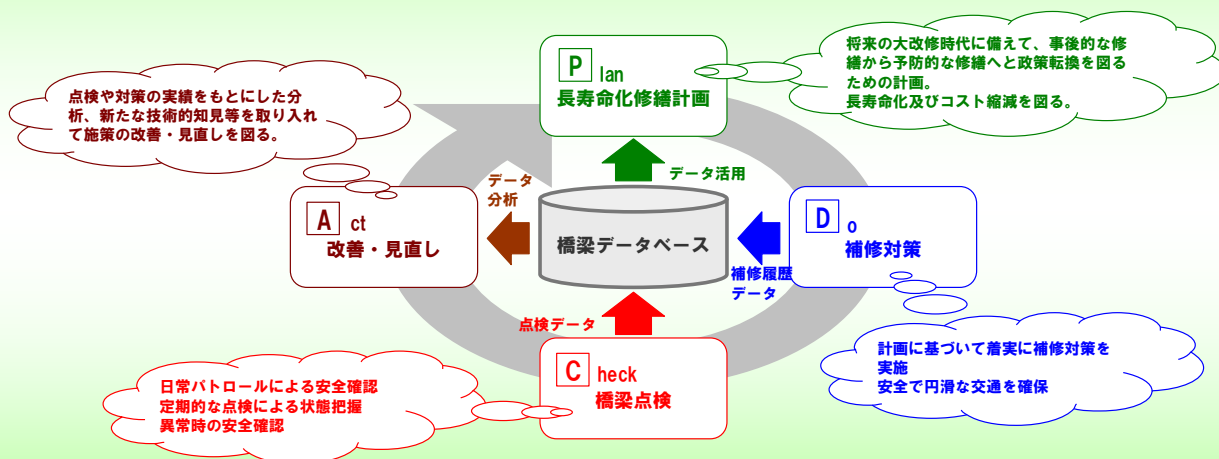 P lan
長寿命化修繕計画
将来の大改修時代に備えて、事後的な修
繕から予防的な修繕へと政策転換を図る
ための計画。
長寿命化及びコスト縮減を図る。
点検や対策の実績をもとにした分
析、新たな技術的知見等を取り入れ
て施策の改善・見直しを図る。
データ
分析
データ活用
A ct
改善・見直し
橋梁データベース
D o
補修対策
補修履歴
データ
点検データ
C heck
橋梁点検
計画に基づいて着実に補修対策を
実施
安全で円滑な交通を確保
日常パトロールによる安全確認
定期的な点検による状態把握
異常時の安全確認